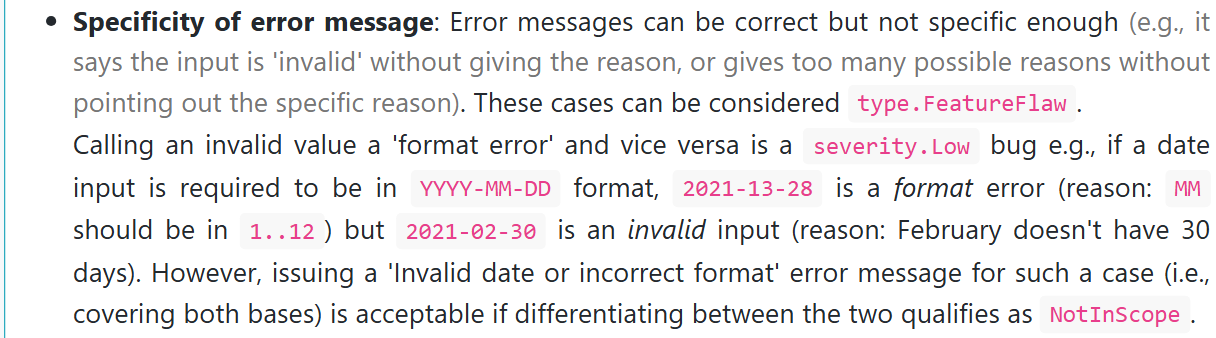 • Specificity of error message: Error messages can be correct but not specific enough (e.g., it
says the input is 'invalid' without giving the reason, or gives too many possible reasons without
pointing out the specific reason). These cases can be considered type.FeatureFlaw .
Calling an invalid value a 'format error' and vice versa is a severity.Low bug e.g., if a date
input is required to be in YYYY-MM-DD format, 2021-13-28 is a format error (reason: MM
should be in 1..12 ) but 2021-02-30 is an invalid input (reason: February doesn't have 30
days). However, issuing a 'Invalid date or incorrect format' error message for such a case (i.e.,
covering both bases) is acceptable if differentiating between the two qualifies as NotInScope .